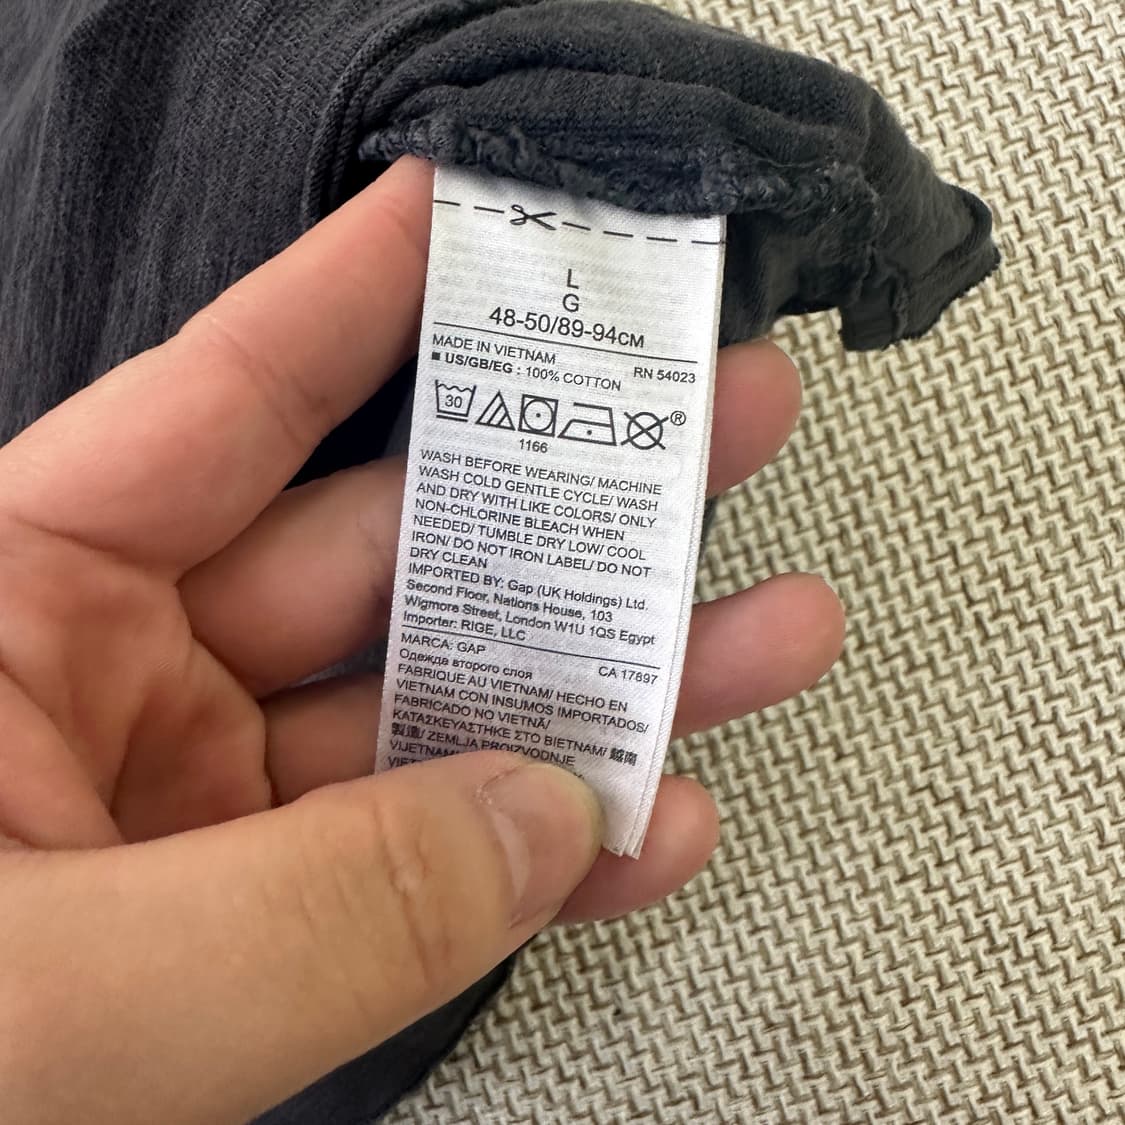 L
G
48-50/89-94CM
MADE IN VIETNAM
RN 54023
■ US/GB/EG : 100% COTTON
30
®
1166
WASH BEFORE WEARING/ MACHINE
WASH COLD GENTLE CYCLE/ WASH
AND DRY WITH LIKE COLORS/ ONLY
NON-CHLORINE BLEACH WHEN
NEEDED/ TUMBLE DRY LOW/ COOL
IRON/ DO NOT IRON LABEL/ DO NOT
DRY CLEAN
IMPORTED BY: Gap (UK Holdings) Ltd.
Second Floor, Nations House, 103
Wigmore Street, London W1U 1QS Egypt
Importer: RIGE, LLC
MARCA: GAP
CA 17897
Одежда второго слоя
FABRIQUE AU VIETNAM/ HECHO EN
VIETNAM CON INSUMOS IMPORTADOS/
FABRICADO NO VIETNÃ/
ΚΑΤΑΣΚΕΥΑΣΤΗΚΕ ΣΤΟ ΒΙΕΤΝΑΜ/ 越南
製造/ ZEMLJA PROIZVODNJE
VIJETNAM/